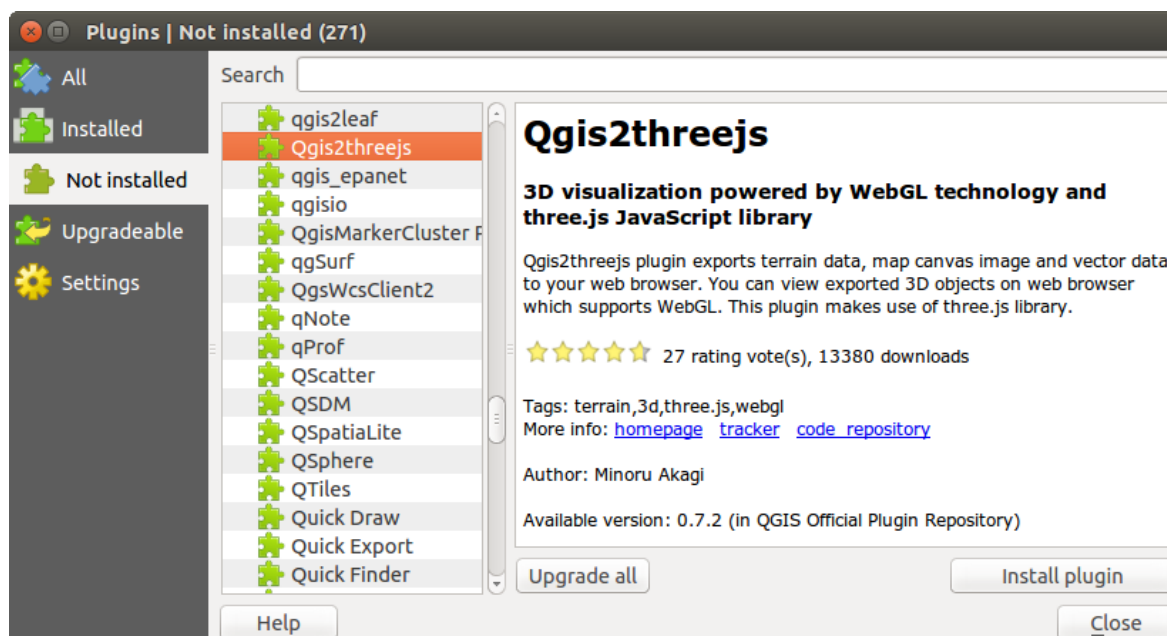 Plugins | Not installed (271)
All
Installed
Not installed
Upgradeable
Settings
Search
qgis2leaf
Qgis2threejs
qgis_epanet
qgisio
QgisMarkerCluster
qgSurf
QgsWcsClient2
qNote
qProf
QScatter
QSDM
QSpatiaLite
QSphere
QTiles
Quick Draw
Quick Export
Quick Finder
Qgis2threejs
3D visualization powered by WebGL technology and
three.js JavaScript library
Qgis2threejs plugin exports terrain data, map canvas image and vector data
to your web browser. You can view exported 3D objects on web browser
which supports WebGL. This plugin makes use of three.js library.
27 rating vote(s), 13380 downloads
Tags: terrain,3d,three.js,webgl
More info: homepage tracker code repository
Author: Minoru Akagi
Available version: 0.7.2 (in QGIS Official Plugin Repository)
Upgrade all
Install plugin
Help
Close